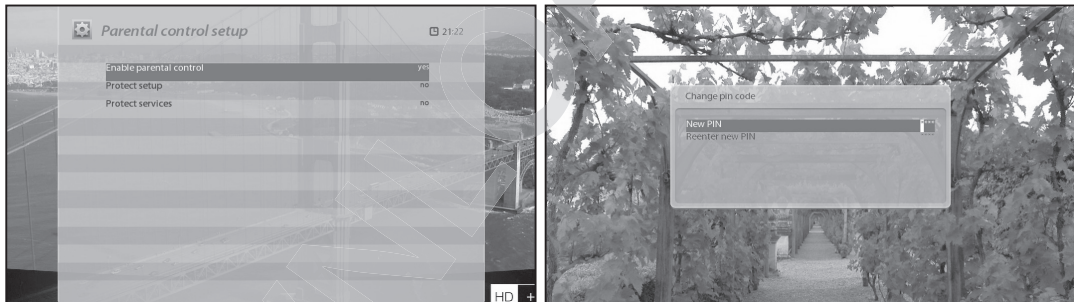 Parental control setup
21:22
Enable parental control yes
Protect setup no
Protect services no
HD +
Change pin code
New PIN
Reenter new PIN